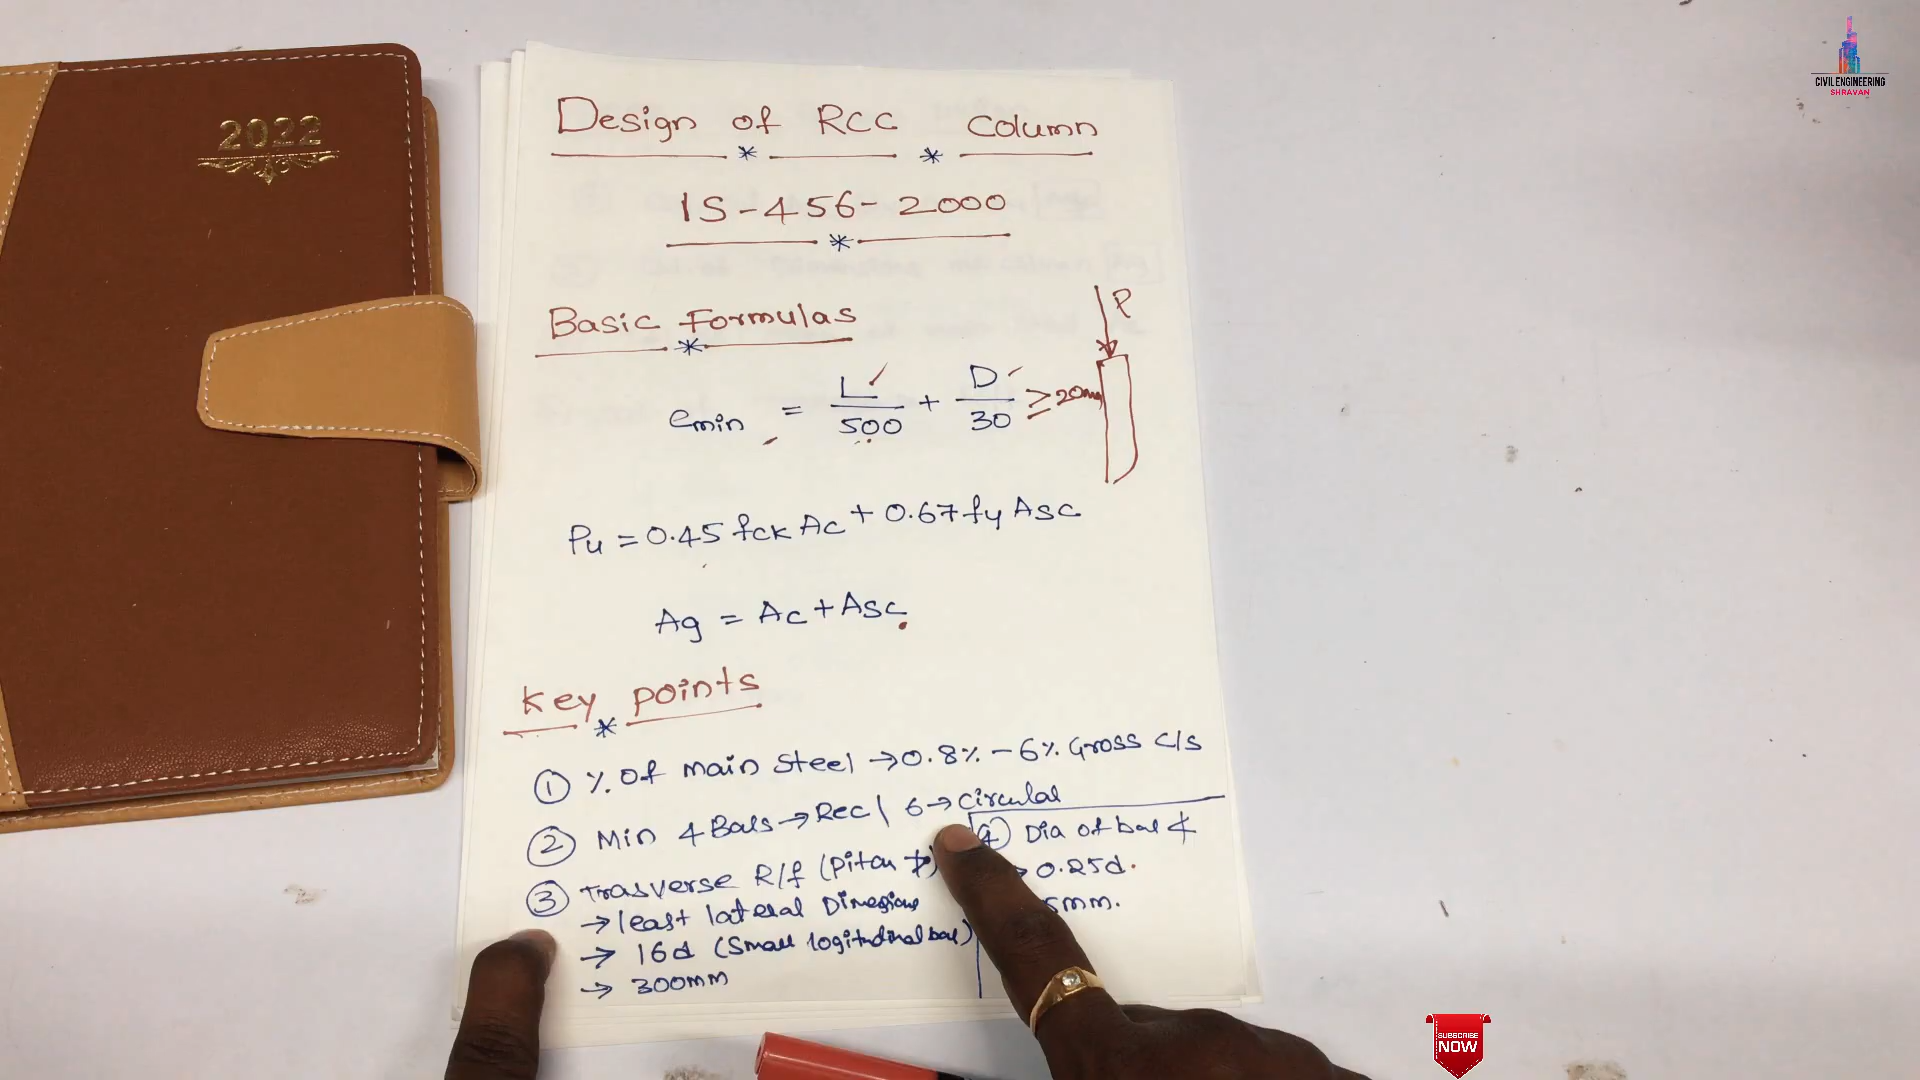 2022
CIVIL ENGINEERING
SHRAVAN
Design of RCC Column
IS-456-2000
Basic Formulas
P
emin = L/500 + D/30 ≥ 20mm
Pu = 0.45 fck Ac + 0.67 fy Asc
Ag = Ac + Asc
Key points
① % of main Steel → 0.8% - 6% Gross c/s
② Min 4 Bars → Rec | 6 → Circular
③ Trasverse R/f (Pitch
→ least lateral
→ 16d (Small logitudinal bar)
→ 300mm
④ Dia of bar
→ 0.25d.
5mm.
SUBSCRIBE
NOW